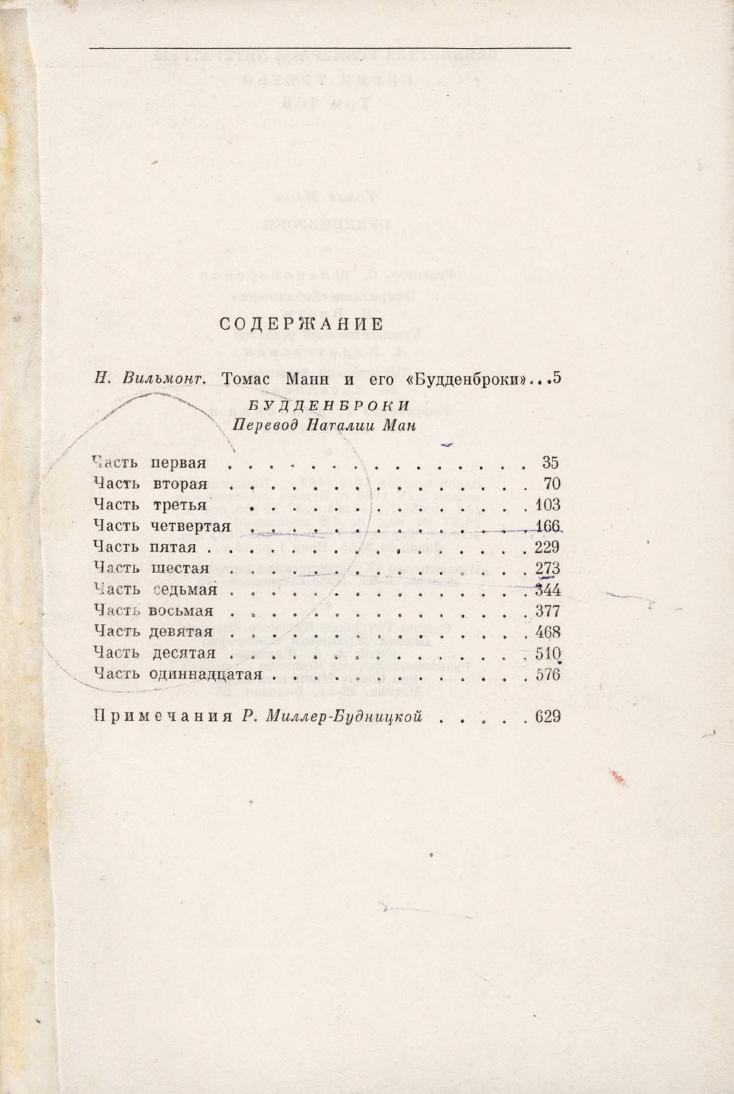 СОДЕРЖАНИЕ
Н. Вильмонт. Томас Манн и его «Будденброки»...5
БУДДЕНБРОКИ
Перевод Наталии Ман
Часть первая . . . . . . . . . . . . . . 35
Часть вторая . . . . . . . . . . . . . . 70
Часть третья . . . . . . . . . . . . . 103
Часть четвертая . . . . . . . . . . . . . 166
Часть пятая . . . . . . . . . . . . . . . 229
Часть шестая . . . . . . . . . . . . . . 273
Часть седьмая . . . . . . . . . . . . . . 344
Часть восьмая . . . . . . . . . . . . . . 377
Часть девятая . . . . . . . . . . . . . . 468
Часть десятая . . . . . . . . . . . . . . 510
Часть одиннадцатая . . . . . . . . . . . . 576
Примечания Р. Миллер-Будницкой . . . . . 629